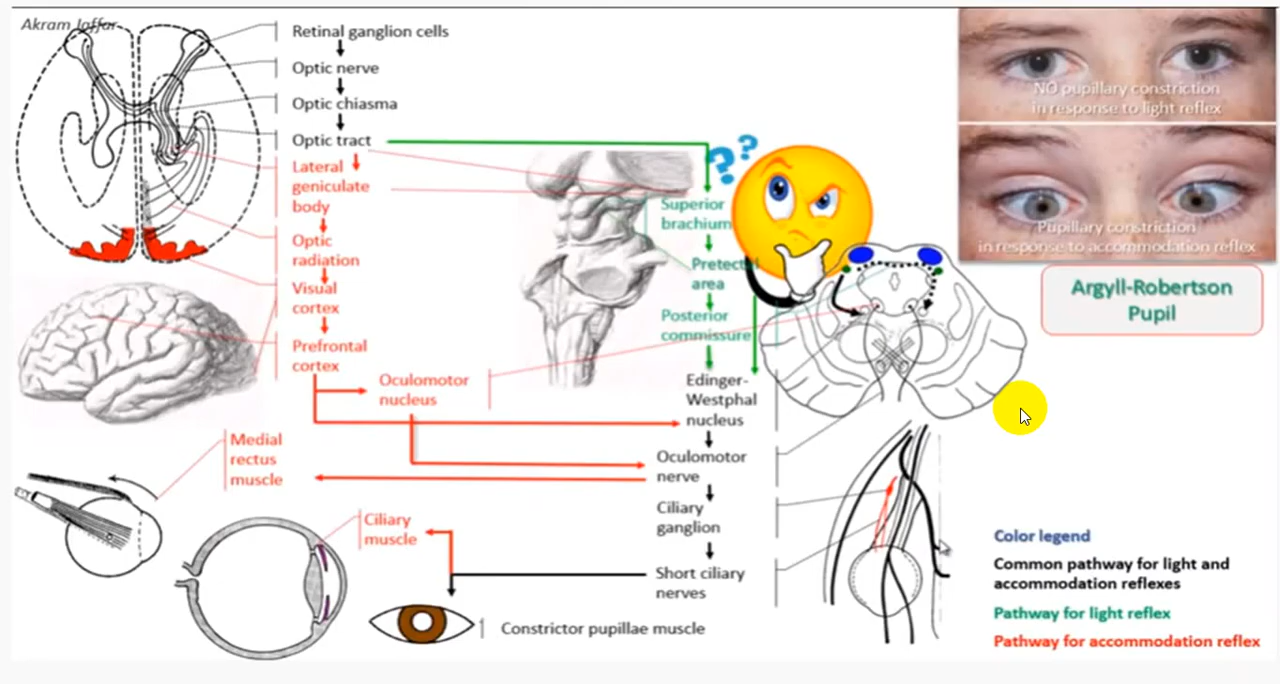 Akram Jaffar
Retinal ganglion cells
Optic nerve
Optic chiasma
Optic tract
Lateral
geniculate
body
Optic
radiation
Visual
cortex
Prefrontal
cortex
Oculomotor
nucleus
Medial
rectus
muscle
Ciliary
muscle
??
Superior
brachium
Pretectal
area
Posterior
commissure
Edinger-
Westphal
nucleus
Oculomotor
nerve
Ciliary
ganglion
Short ciliary
nerves
Constrictor pupillae muscle
NO pupillary constriction
in response to light reflex
Pupillary constriction
in response to accommodation reflex
Argyll-Robertson
Pupil
Color legend
Common pathway for light and
accommodation reflexes
Pathway for light reflex
Pathway for accommodation reflex